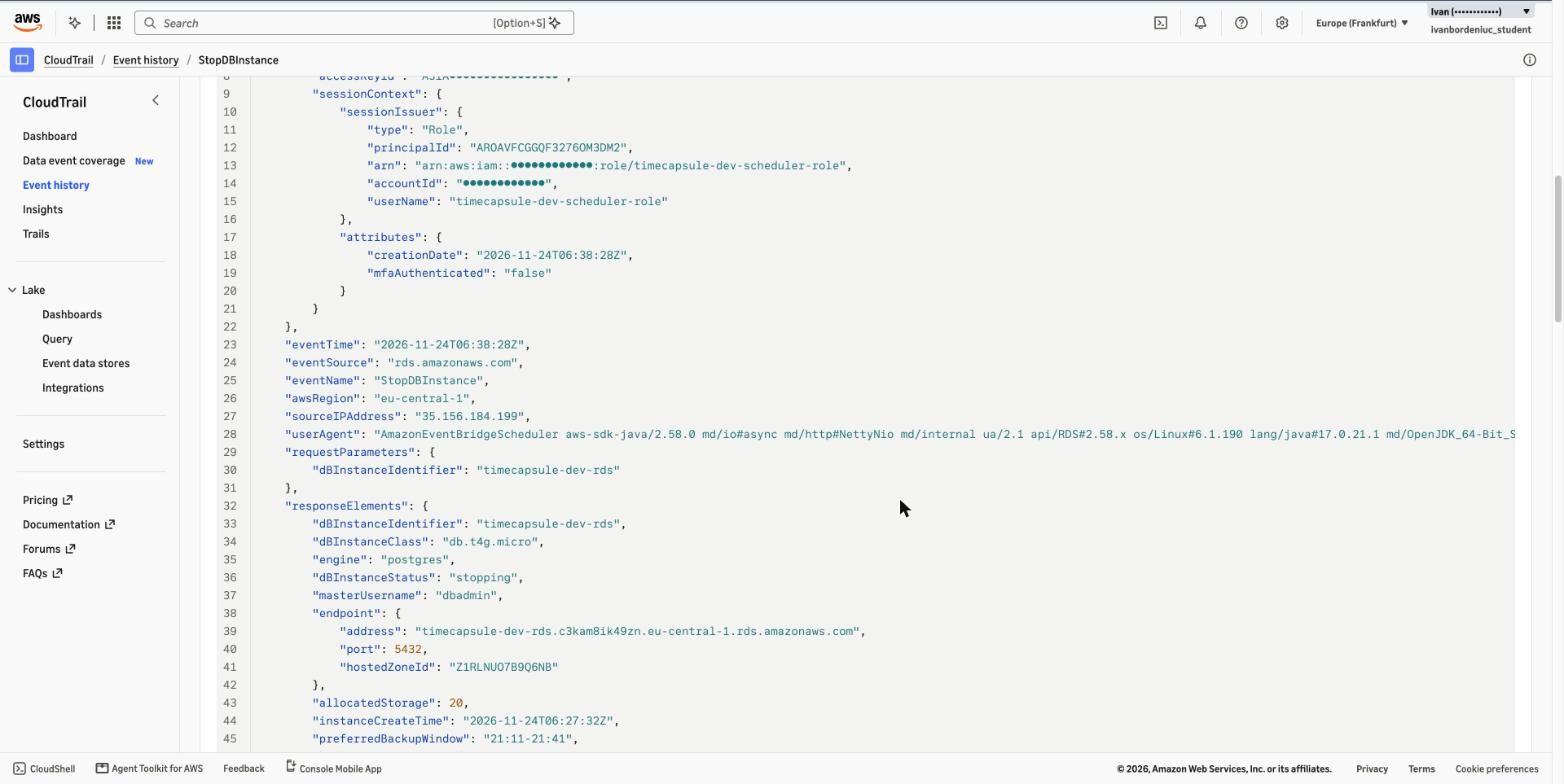 aws
Search [Option+S]
Europe (Frankfurt)
Ivan (••••••••••••)
ivanbordeniuc_student
CloudTrail / Event history / StopDBInstance
CloudTrail
Dashboard
Data event coverage New
Event history
Insights
Trails
Lake
Dashboards
Query
Event data stores
Integrations
Settings
Pricing
Documentation
Forums
FAQs
8 "accessKeyId": "ASIA••••••••••••••••",
9 "sessionContext": {
10 "sessionIssuer": {
11 "type": "Role",
12 "principalId": "AROAVFCGGQF3276OM3DM2",
13 "arn": "arn:aws:iam::••••••••••••:role/timecapsule-dev-scheduler-role",
14 "accountId": "••••••••••••",
15 "userName": "timecapsule-dev-scheduler-role"
16 },
17 "attributes": {
18 "creationDate": "2026-11-24T06:38:28Z",
19 "mfaAuthenticated": "false"
20 }
21 }
22 },
23 "eventTime": "2026-11-24T06:38:28Z",
24 "eventSource": "rds.amazonaws.com",
25 "eventName": "StopDBInstance",
26 "awsRegion": "eu-central-1",
27 "sourceIPAddress": "35.156.184.199",
28 "userAgent": "AmazonEventBridgeScheduler aws-sdk-java/2.58.0 md/io#async md/http#NettyNio md/internal ua/2.1 api/RDS#2.58.x os/Linux#6.1.190 lang/java#17.0.21.1 md/OpenJDK_64-Bit_S
29 "requestParameters": {
30 "dBInstanceIdentifier": "timecapsule-dev-rds"
31 },
32 "responseElements": {
33 "dBInstanceIdentifier": "timecapsule-dev-rds",
34 "dBInstanceClass": "db.t4g.micro",
35 "engine": "postgres",
36 "dBInstanceStatus": "stopping",
37 "masterUsername": "dbadmin",
38 "endpoint": {
39 "address": "timecapsule-dev-rds.c3kam8ik49zn.eu-central-1.rds.amazonaws.com",
40 "port": 5432,
41 "hostedZoneId": "Z1RLNUO7B9Q6NB"
42 },
43 "allocatedStorage": 20,
44 "instanceCreateTime": "2026-11-24T06:27:32Z",
45 "preferredBackupWindow": "21:11-21:41",
CloudShell Agent Toolkit for AWS Feedback Console Mobile App
© 2026, Amazon Web Services, Inc. or its affiliates. Privacy Terms Cookie preferences